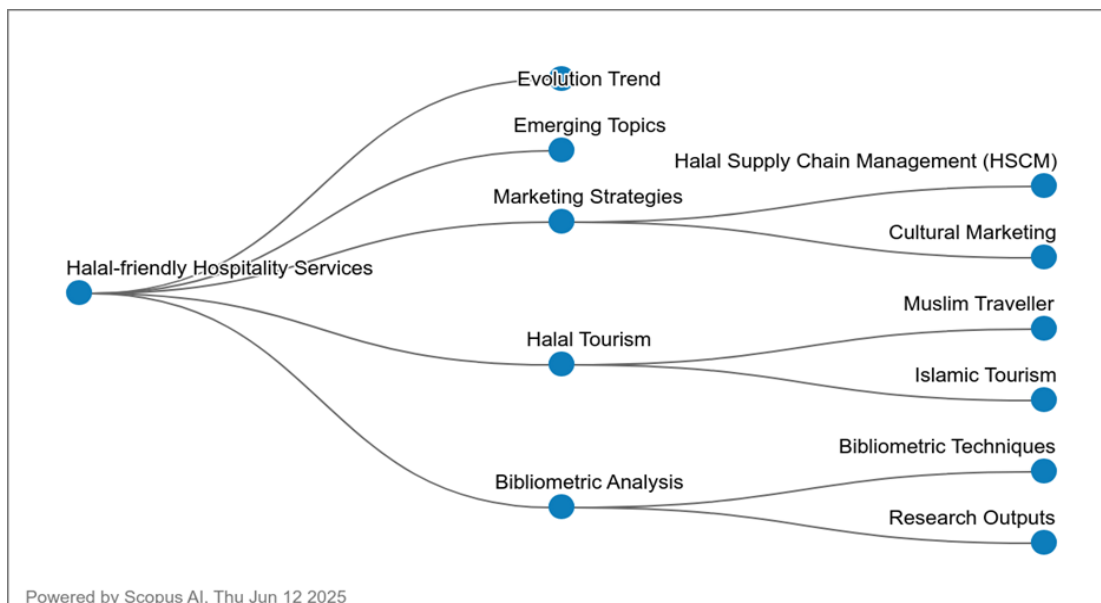 Evolution Trend
Emerging Topics
Halal Supply Chain Management (HSCM)
Marketing Strategies
Cultural Marketing
Halal-friendly Hospitality Services
Muslim Traveller
Halal Tourism
Islamic Tourism
Bibliometric Techniques
Bibliometric Analysis
Research Outputs
Powered by Scopus AI, Thu Jun 12 2025